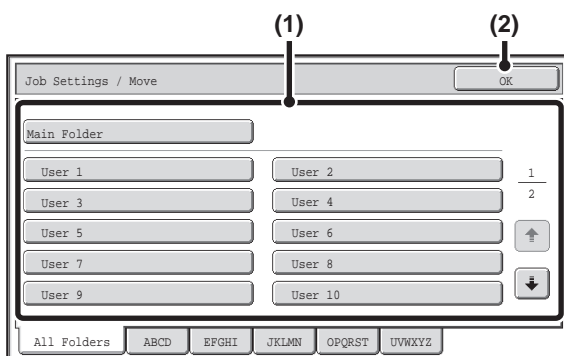 (1) (2)
Job Settings / Move OK
Main Folder
User 1 User 2 1
User 3 User 4 2
User 5 User 6
User 7 User 8
User 9 User 10
All Folders ABCD EFGHI JKLMN OPQRST UVWXYZ